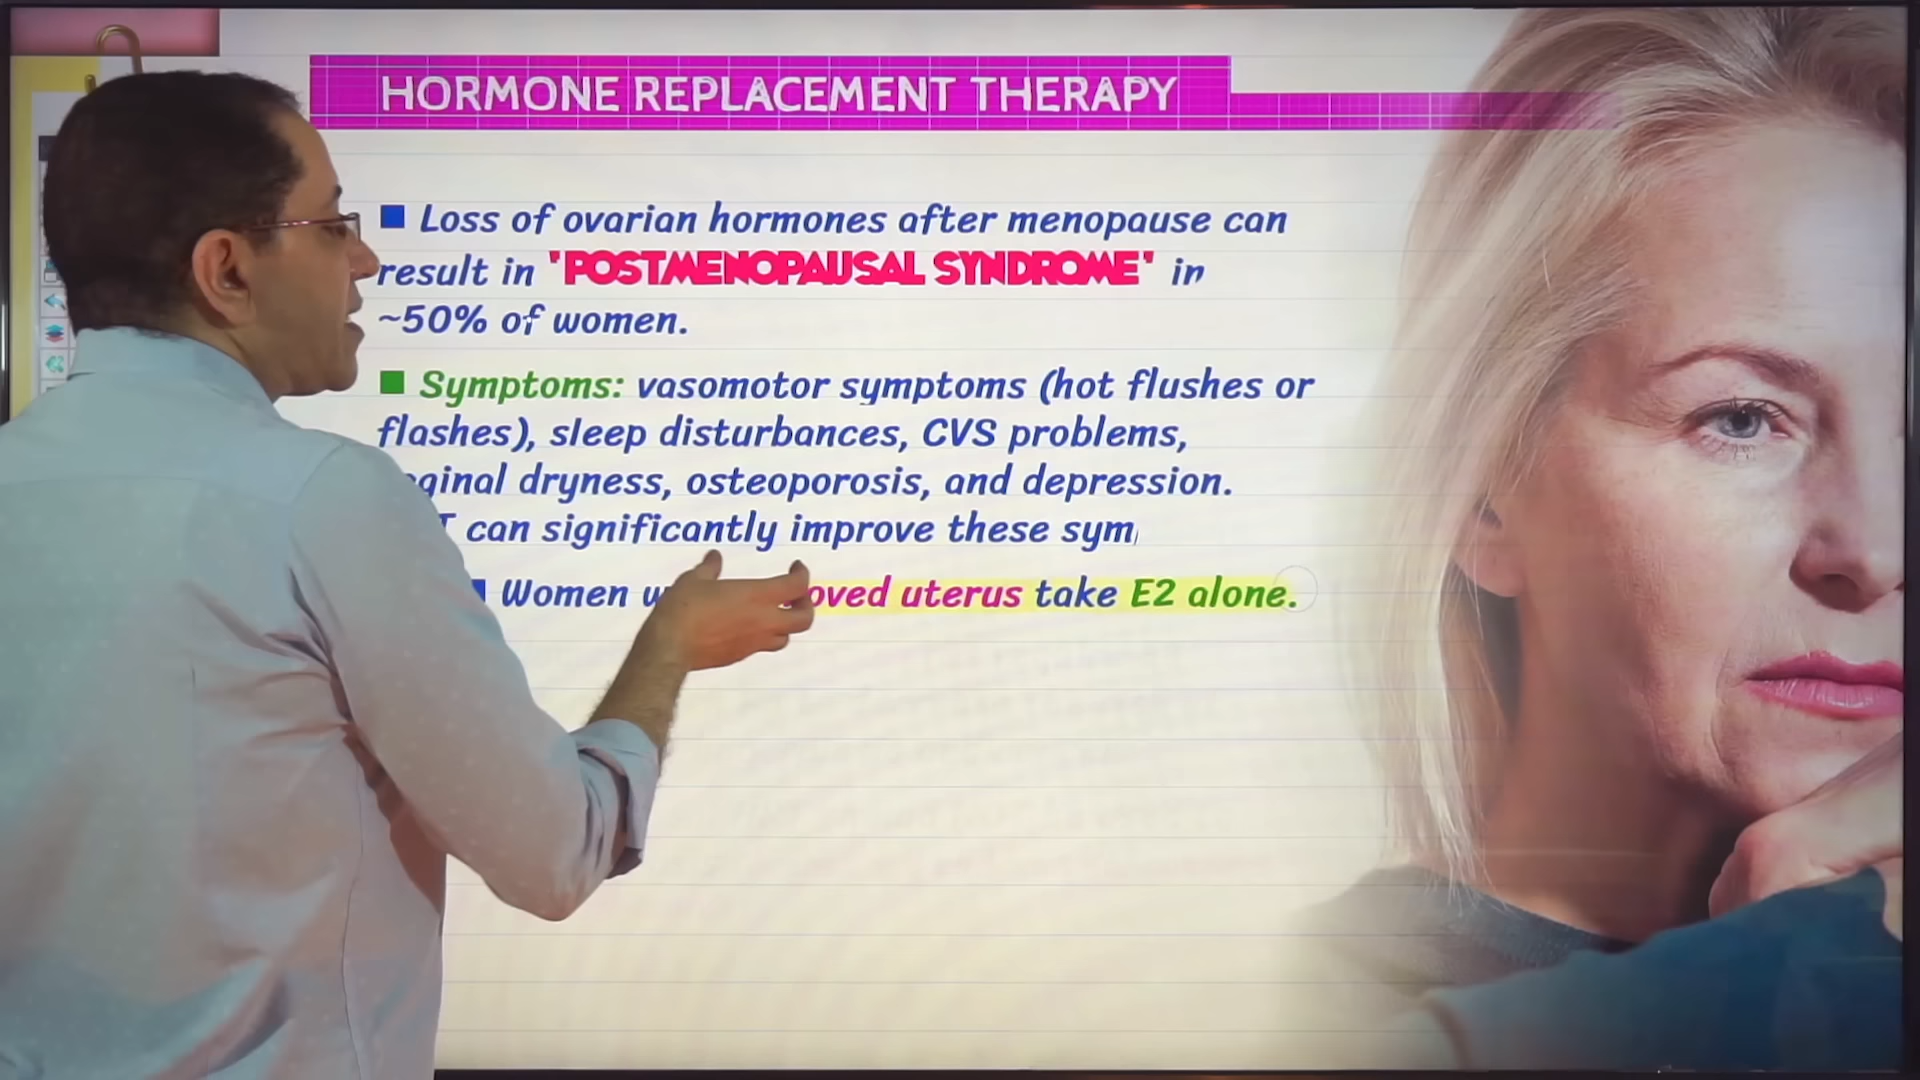 HORMONE REPLACEMENT THERAPY
■ Loss of ovarian hormones after menopause can
result in 'POSTMENOPAUSAL SYNDROME' in
~50% of women.
■ Symptoms: vasomotor symptoms (hot flushes or
flashes), sleep disturbances, CVS problems,
dryness, osteoporosis, and depression.
can significantly improve these
■ Women uterus take E2 alone.